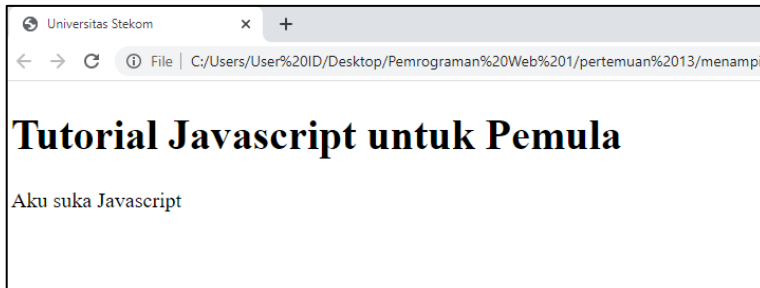 Universitas Stekom
File | C:/Users/User%20ID/Desktop/Pemrograman%20Web%201/pertemuan%2013/menampi
Tutorial Javascript untuk Pemula
Aku suka Javascript